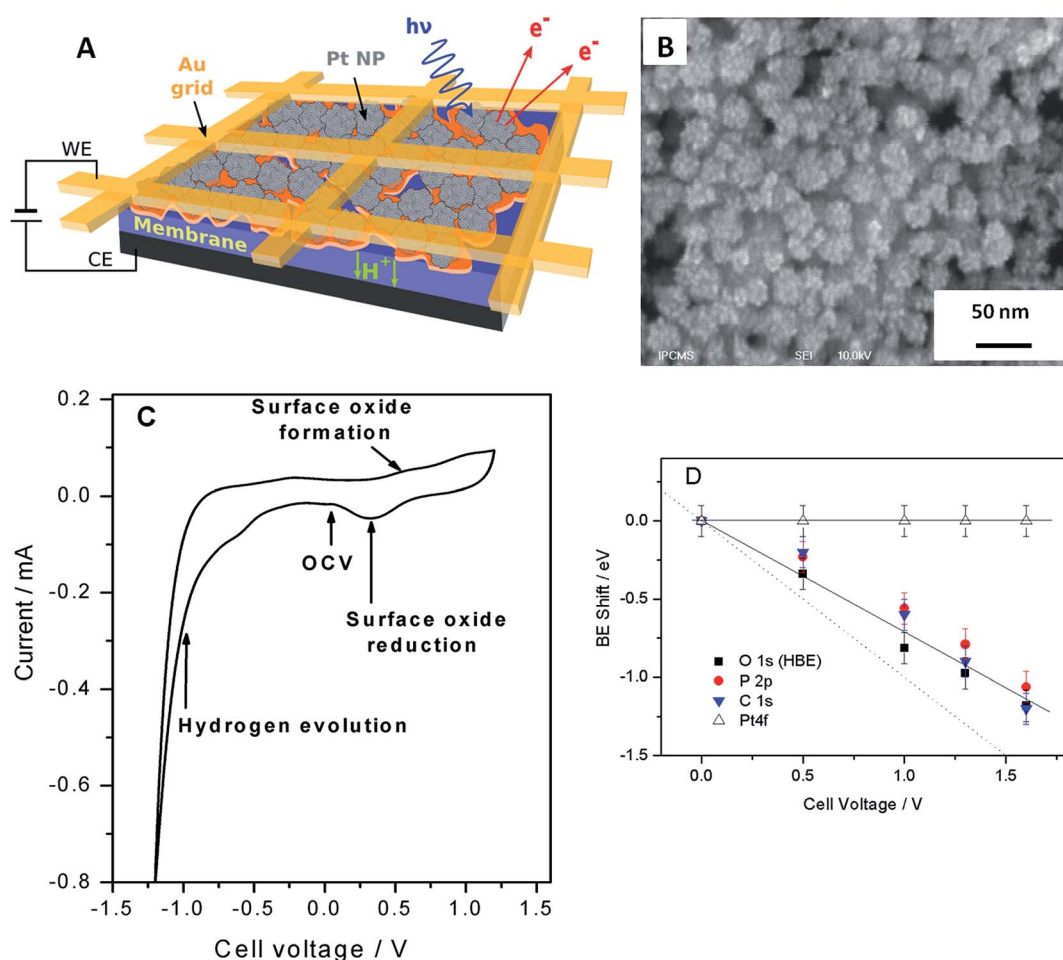 A
hν
e-
e-
Pt NP
Au
grid
WE
Membrane
CE
H+
B
50 nm
IPCMS SEI 10.0kV
C
0.2
0.0
-0.2
-0.4
-0.6
-0.8
Current / mA
Surface oxide
formation
OCV
Surface oxide
reduction
Hydrogen evolution
-1.5 -1.0 -0.5 0.0 0.5 1.0 1.5
Cell voltage / V
D
0.0
-0.5
-1.0
-1.5
BE Shift / eV
O 1s (HBE)
P 2p
C 1s
Pt4f
0.0 0.5 1.0 1.5
Cell Voltage / V